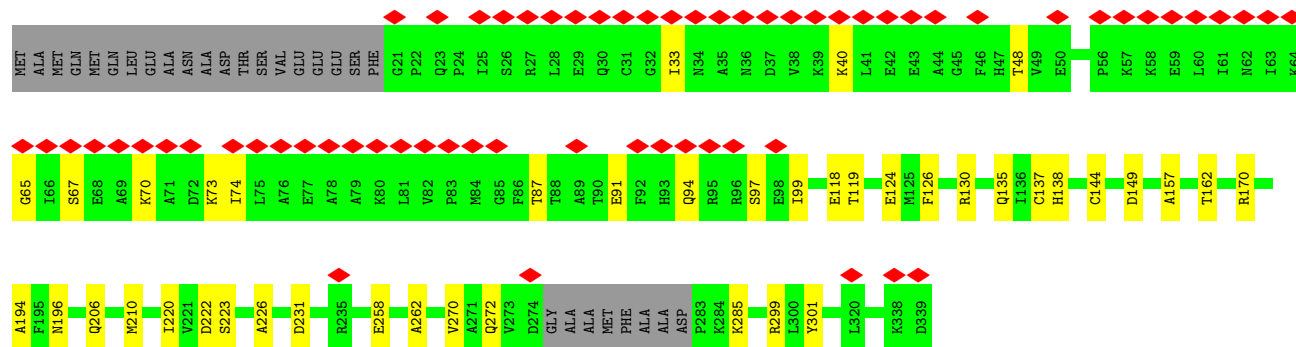 MET ALA MET GLN MET GLN LEU GLU ALA ASN ALA ASP THR SER VAL GLU GLU GLU SER PHE G21 P22 Q23 P24 I25 S26 R27 L28 E29 Q30 C31 G32 I33 N34 A35 N36 D37 V38 K39 K40 L41 E42 E43 A44 G45 F46 H47 T48 V49 E50 P56 K57 K58 E59 L60 I61 N62 I63 K64
G65 I66 S67 E68 A69 K70 A71 D72 K73 I74 L75 A76 E77 A78 A79 K80 L81 V82 P83 M84 G85 F86 T87 T88 A89 T90 E91 F92 H93 Q94 R95 R96 S97 E98 I99 E118 T119 E124 M125 F126 R130 Q135 I136 C137 H138 C144 D149 A157 T162 R170
A194 F195 N196 Q206 M210 I220 V221 D222 S223 A226 D231 R235 E258 A262 V270 A271 Q272 V273 D274 GLY ALA ALA MET PHE ALA ALA ASP P283 K284 K285 R299 L300 Y301 L320 K338 D339